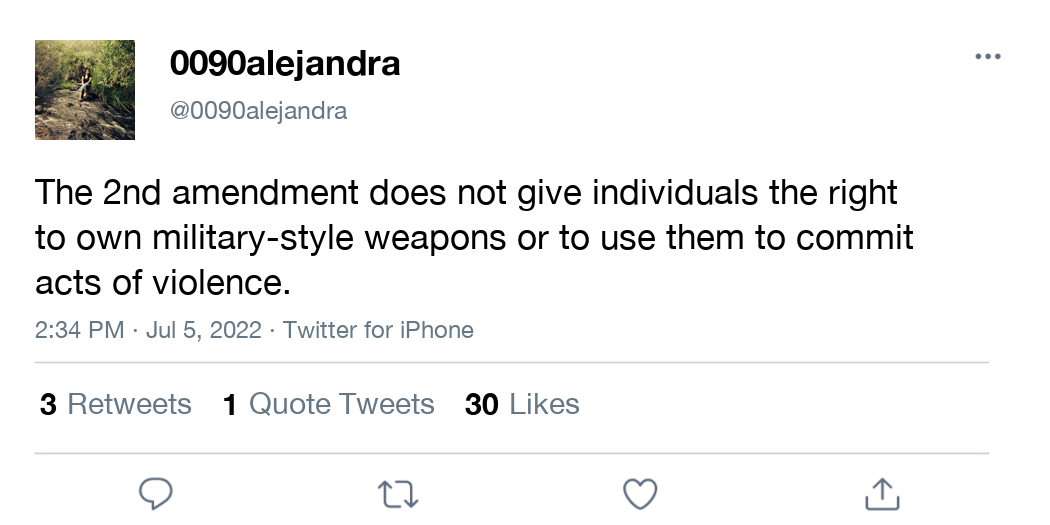 0090alejandra
@0090alejandra
The 2nd amendment does not give individuals the right
to own military-style weapons or to use them to commit
acts of violence.
2:34 PM · Jul 5, 2022 · Twitter for iPhone
3 Retweets 1 Quote Tweets 30 Likes